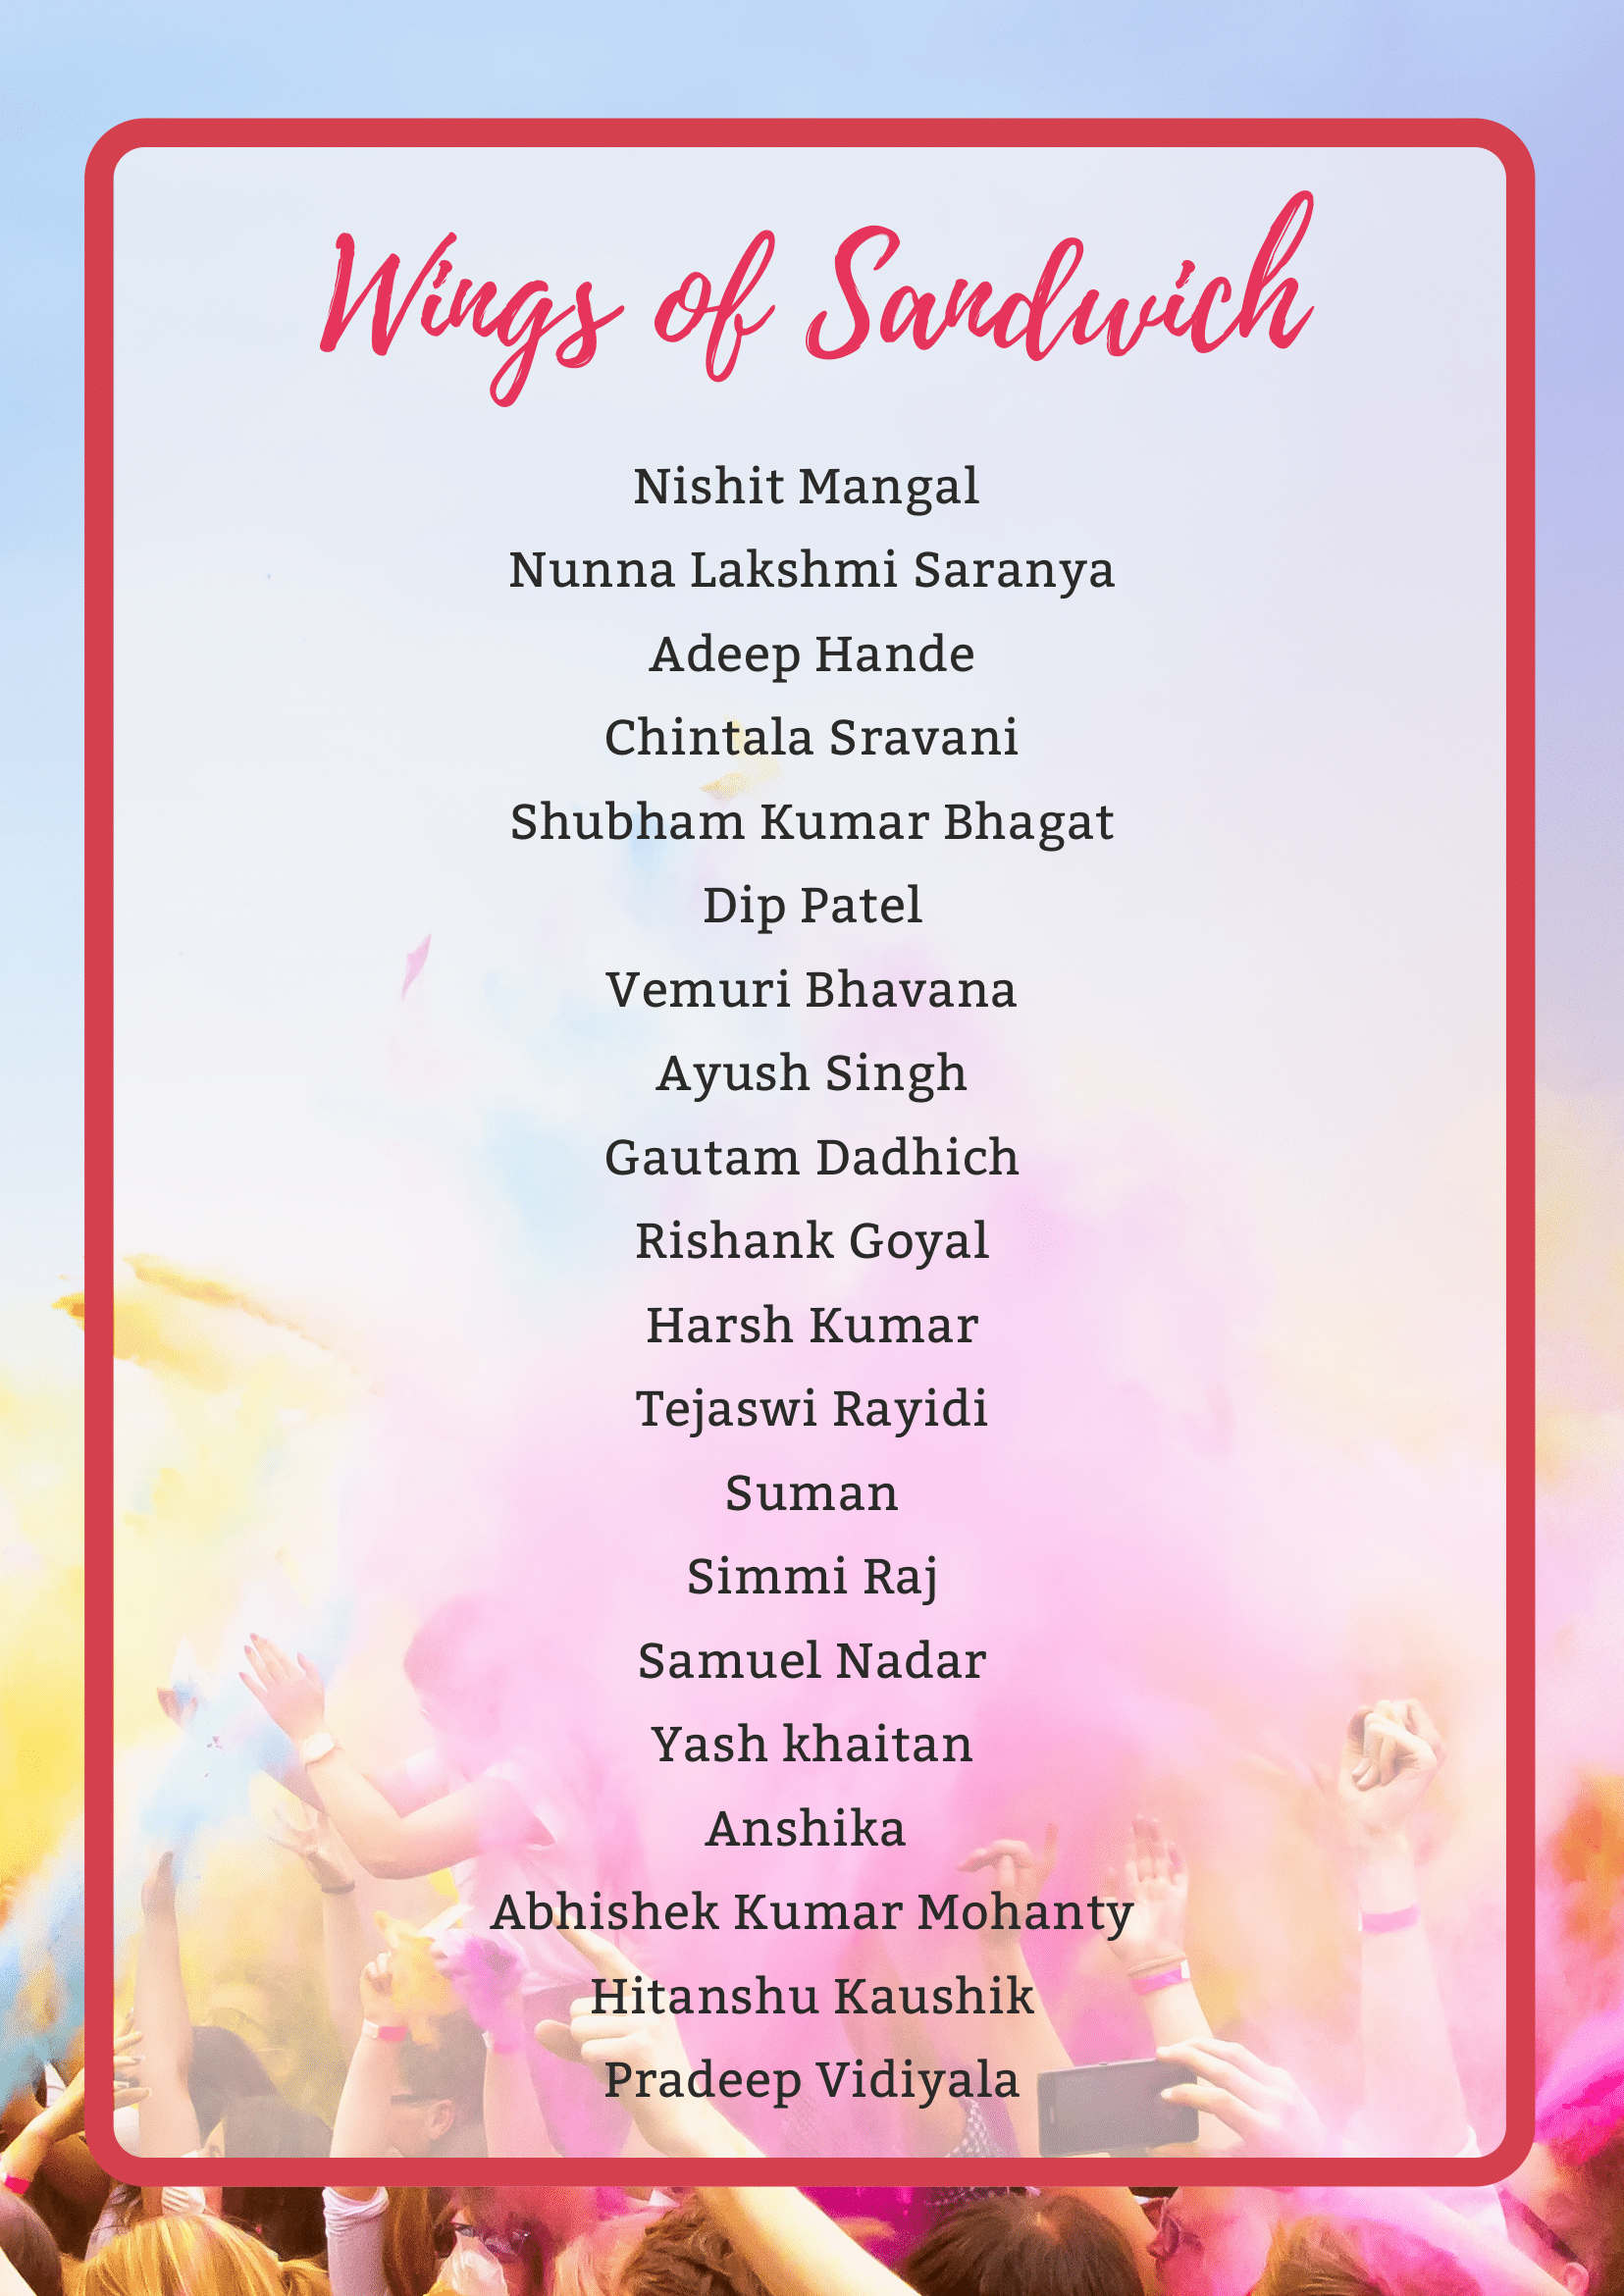 Wings of Sandwich
Nishit Mangal
Nunna Lakshmi Saranya
Adeep Hande
Chintala Sravani
Shubham Kumar Bhagat
Dip Patel
Vemuri Bhavana
Ayush Singh
Gautam Dadhich
Rishank Goyal
Harsh Kumar
Tejaswi Rayidi
Suman
Simmi Raj
Samuel Nadar
Yash khaitan
Anshika
Abhishek Kumar Mohanty
Hitanshu Kaushik
Pradeep Vidiyala